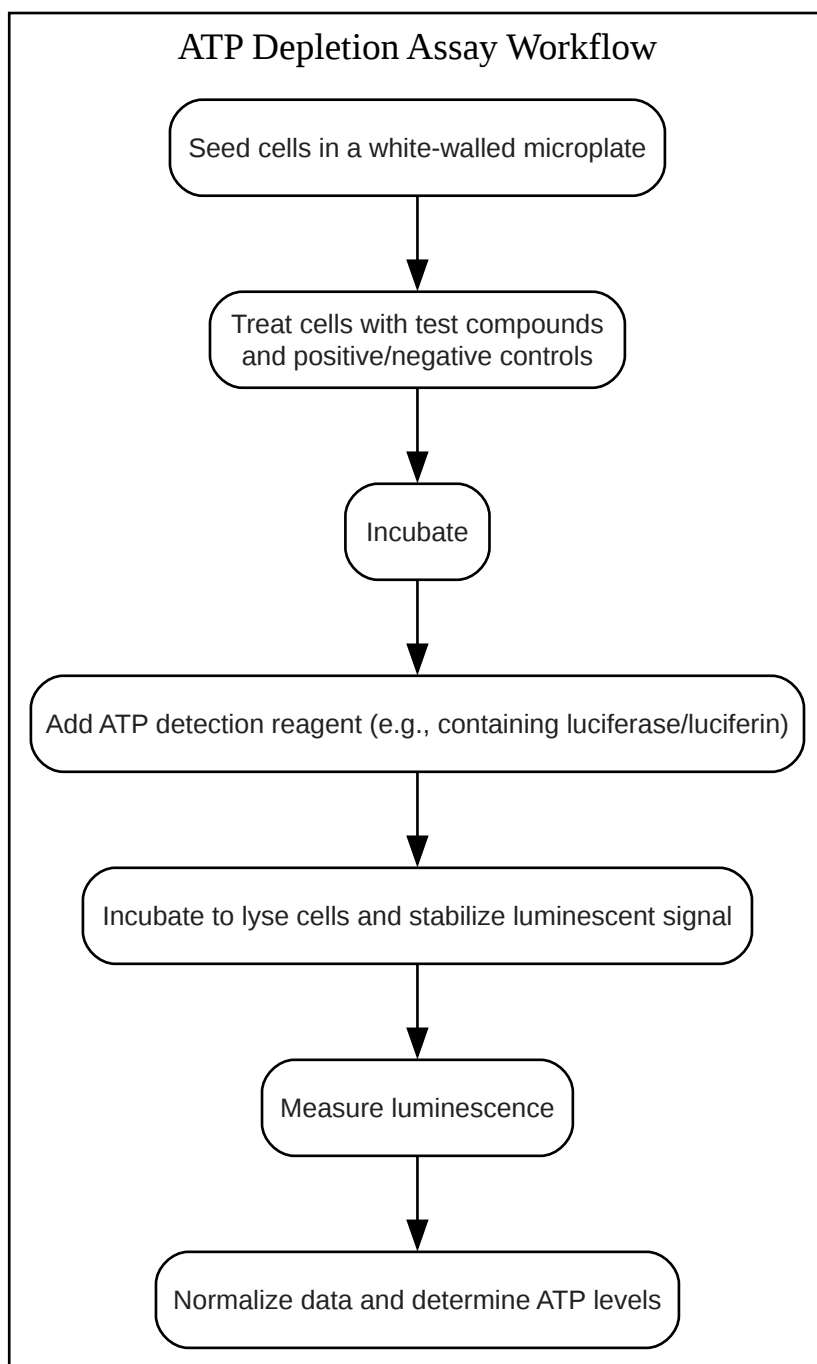 ATP Depletion Assay Workflow
Seed cells in a white-walled microplate
Treat cells with test compounds
and positive/negative controls
Incubate
Add ATP detection reagent (e.g., containing luciferase/luciferin)
Incubate to lyse cells and stabilize luminescent signal
Measure luminescence
Normalize data and determine ATP levels